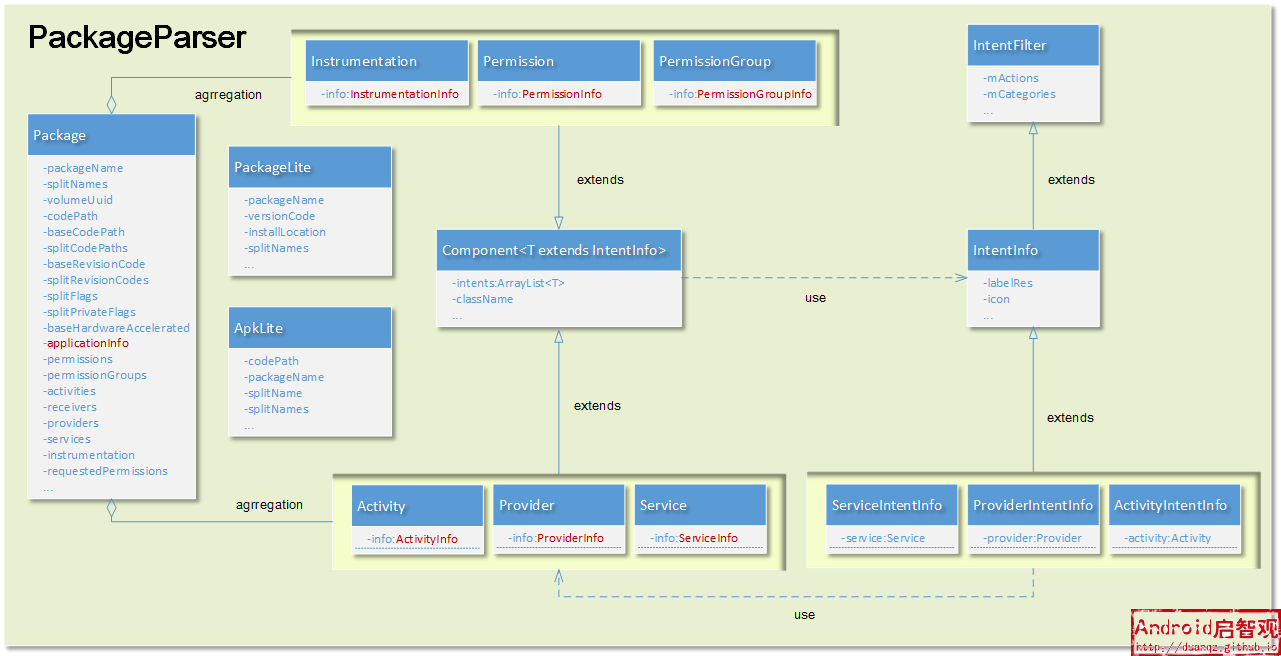 PackageParser
agrregation
Instrumentation
-info:InstrumentationInfo
Permission
-info:PermissionInfo
PermissionGroup
-info:PermissionGroupInfo
IntentFilter
-mActions
-mCategories
...
Package
-packageName
-splitNames
-volumeUuid
-codePath
-baseCodePath
-splitCodePaths
-baseRevisionCode
-splitRevisionCodes
-splitFlags
-splitPrivateFlags
-baseHardwareAccelerated
-applicationInfo
-permissions
-permissionGroups
-activities
-receivers
-providers
-services
-instrumentation
-requestedPermissions
...
PackageLite
-packageName
-versionCode
-installLocation
-splitNames
...
ApkLite
-codePath
-packageName
-splitName
-splitNames
...
extends
extends
Component<T extends IntentInfo>
-intents:ArrayList<T>
-className
...
use
IntentInfo
-labelRes
-icon
...
extends
extends
agrregation
Activity
-info:ActivityInfo
Provider
-info:ProviderInfo
Service
-info:ServiceInfo
ServiceIntentInfo
-service:Service
ProviderIntentInfo
-provider:Provider
ActivityIntentInfo
-activity:Activity
use
Android启智观
http://duanqz.github.io